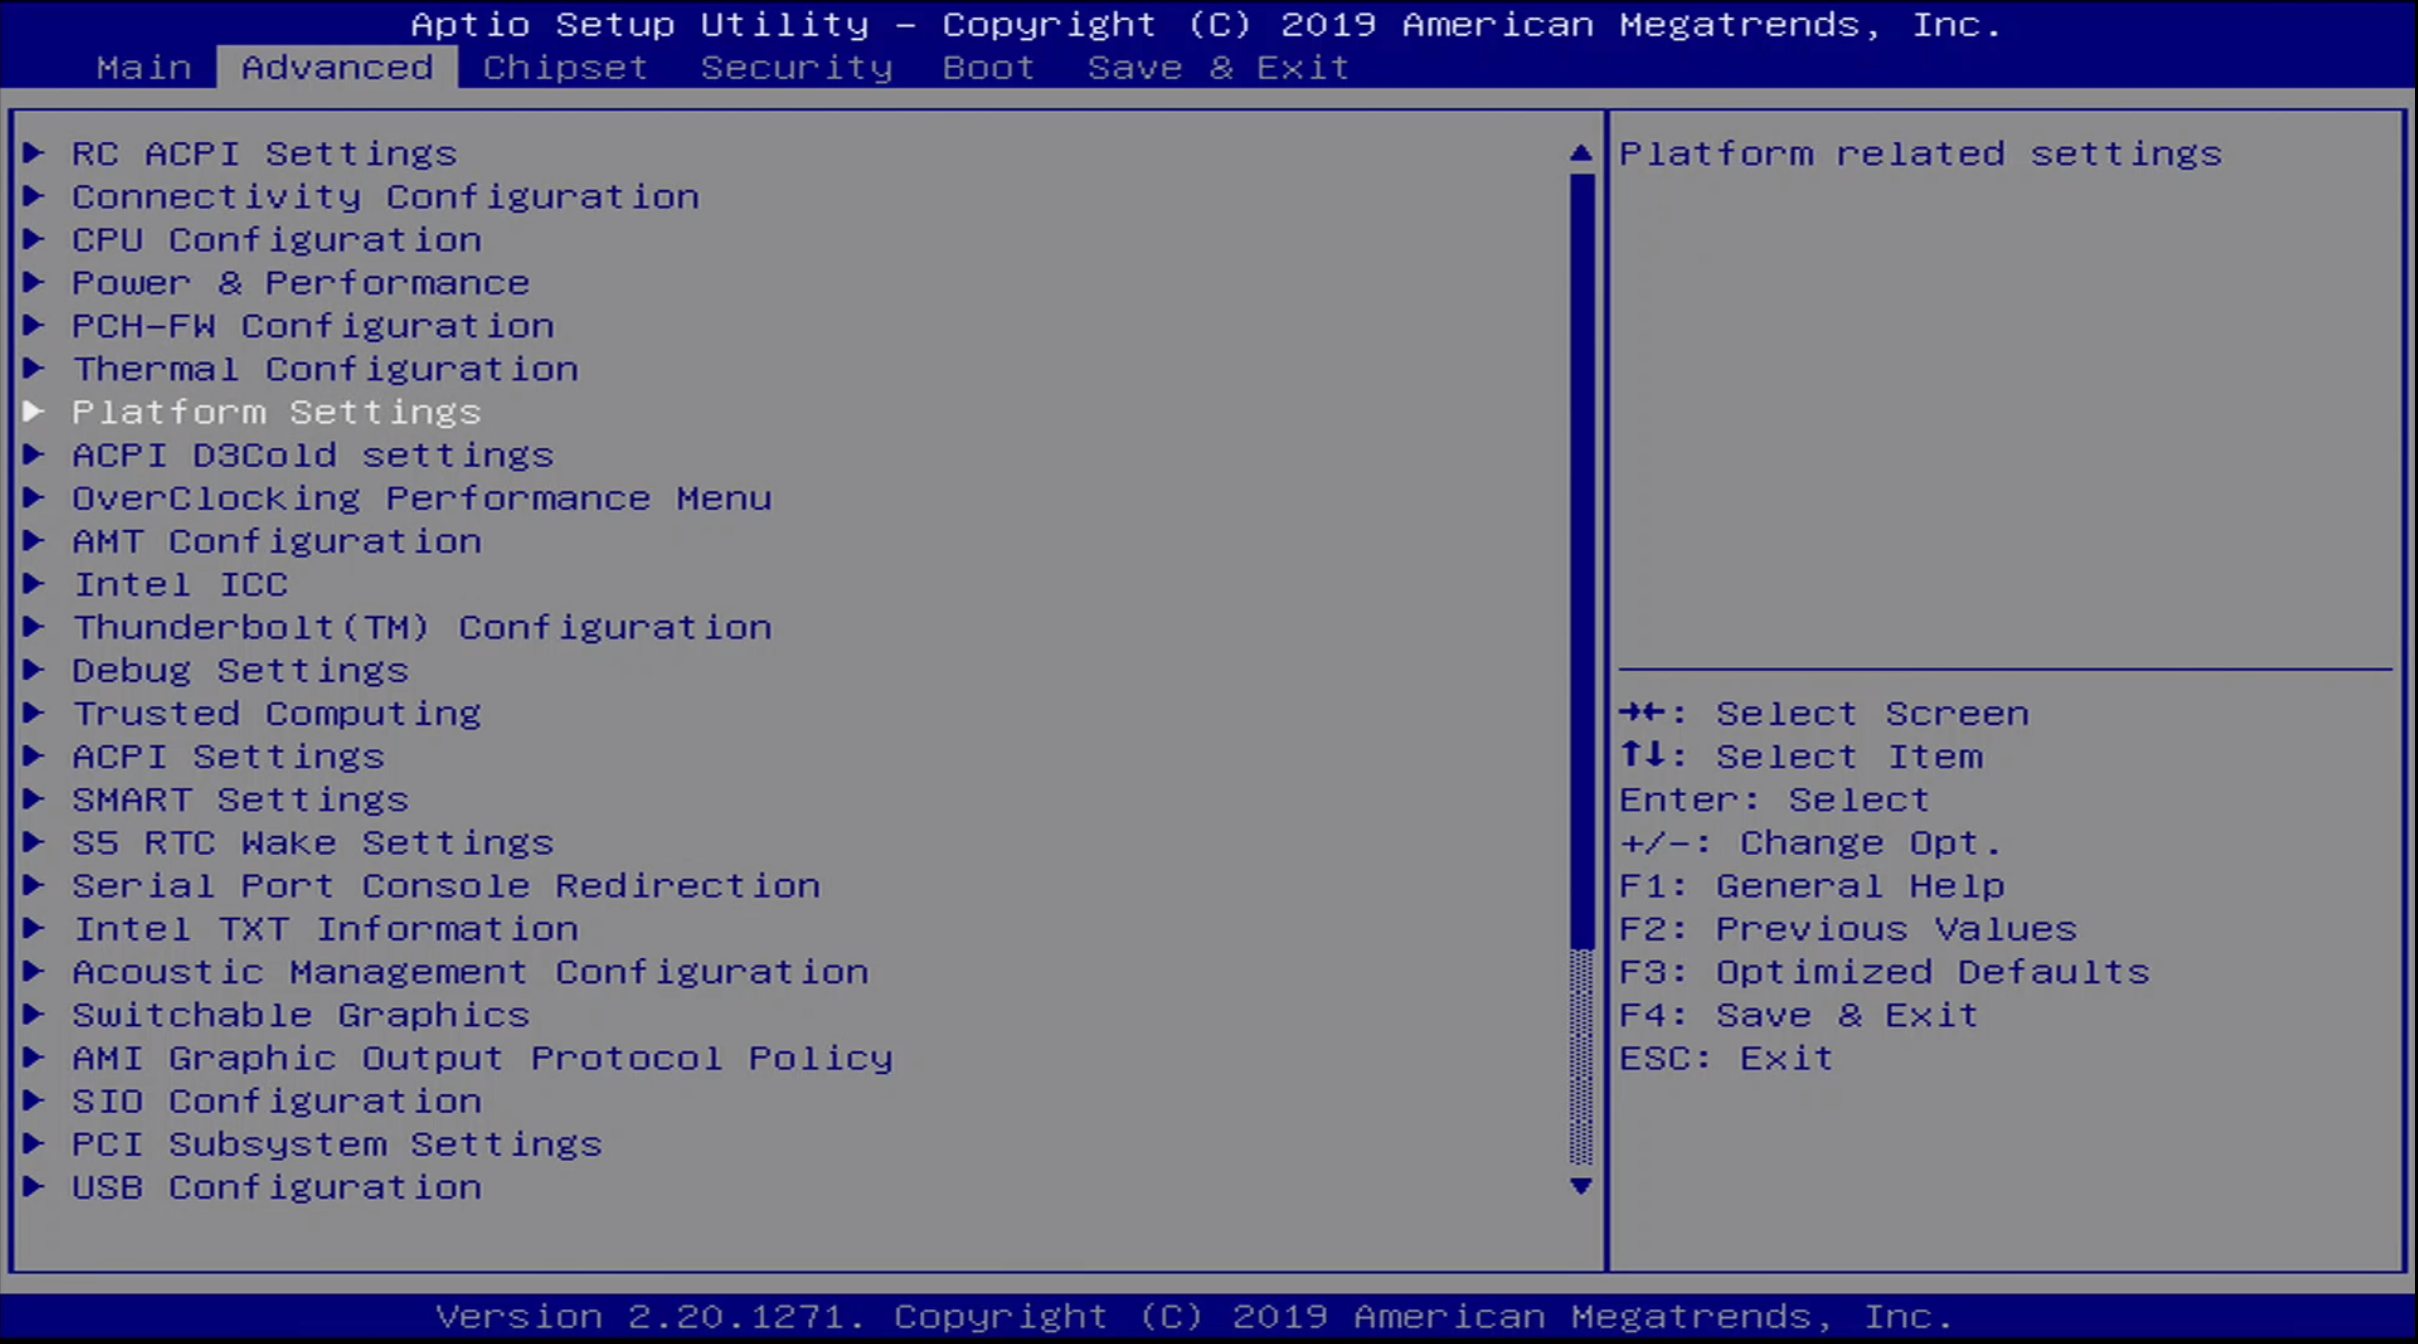 Aptio Setup Utility – Copyright (C) 2019 American Megatrends, Inc.
Main Advanced Chipset Security Boot Save & Exit
RC ACPI Settings
Connectivity Configuration
CPU Configuration
Power & Performance
PCH-FW Configuration
Thermal Configuration
Platform Settings
ACPI D3Cold settings
OverClocking Performance Menu
AMT Configuration
Intel ICC
Thunderbolt(TM) Configuration
Debug Settings
Trusted Computing
ACPI Settings
SMART Settings
S5 RTC Wake Settings
Serial Port Console Redirection
Intel TXT Information
Acoustic Management Configuration
Switchable Graphics
AMI Graphic Output Protocol Policy
SIO Configuration
PCI Subsystem Settings
USB Configuration
Platform related settings
→←: Select Screen
↑↓: Select Item
Enter: Select
+/-: Change Opt.
F1: General Help
F2: Previous Values
F3: Optimized Defaults
F4: Save & Exit
ESC: Exit
Version 2.20.1271. Copyright (C) 2019 American Megatrends, Inc.